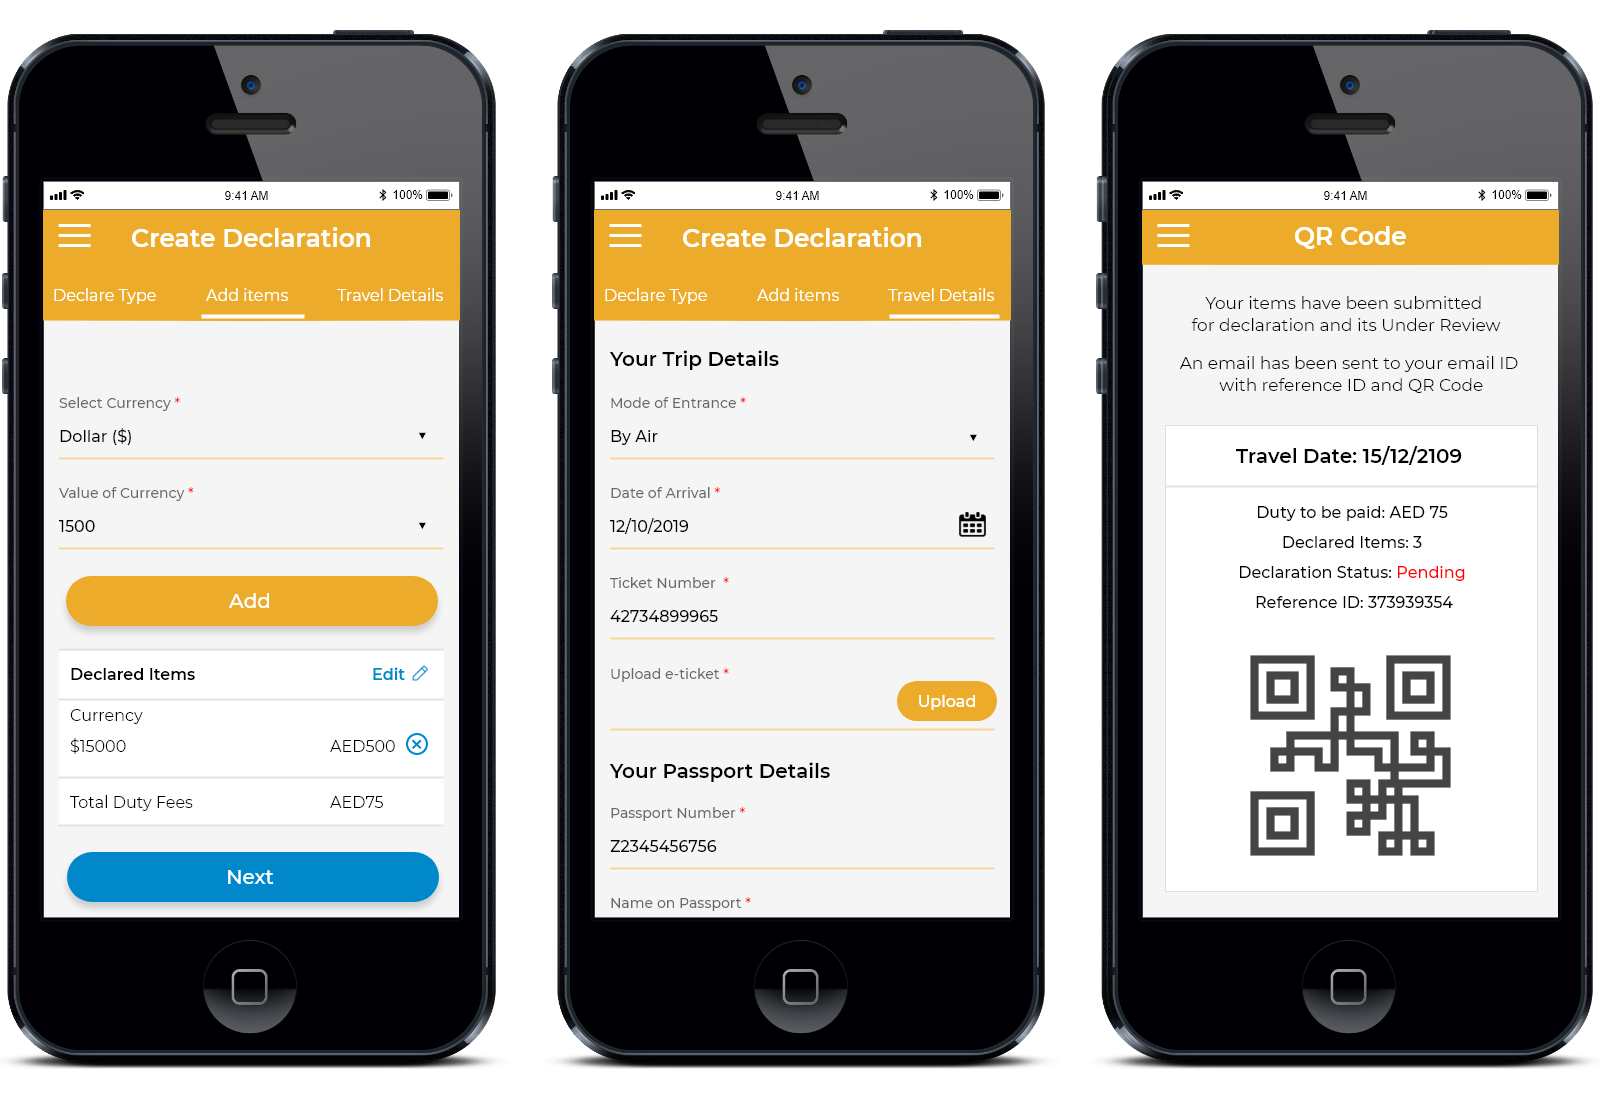 9:41 AM
100%
Create Declaration
Declare Type
Add items
Travel Details
Select Currency *
Dollar ($)
Value of Currency *
1500
Add
Declared Items
Edit
Currency
$15000
AED500
Total Duty Fees
AED75
Next
9:41 AM
100%
Create Declaration
Declare Type
Add items
Travel Details
Your Trip Details
Mode of Entrance *
By Air
Date of Arrival *
12/10/2019
Ticket Number *
42734899965
Upload e-ticket *
Upload
Your Passport Details
Passport Number *
Z2345456756
Name on Passport *
9:41 AM
100%
QR Code
Your items have been submitted
for declaration and its Under Review
An email has been sent to your email ID
with reference ID and QR Code
Travel Date: 15/12/2109
Duty to be paid: AED 75
Declared Items: 3
Declaration Status: Pending
Reference ID: 373939354